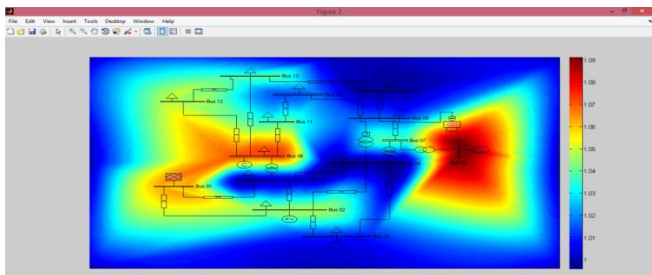 Figure 2
File Edit View Insert Tools Desktop Window Help
Bus 13
Bus 12
Bus 11
Bus 09
Bus 07
Bus 06
Bus 01
Bus 02
1.09
1.08
1.07
1.06
1.05
1.04
1.03
1.02
1.01
1